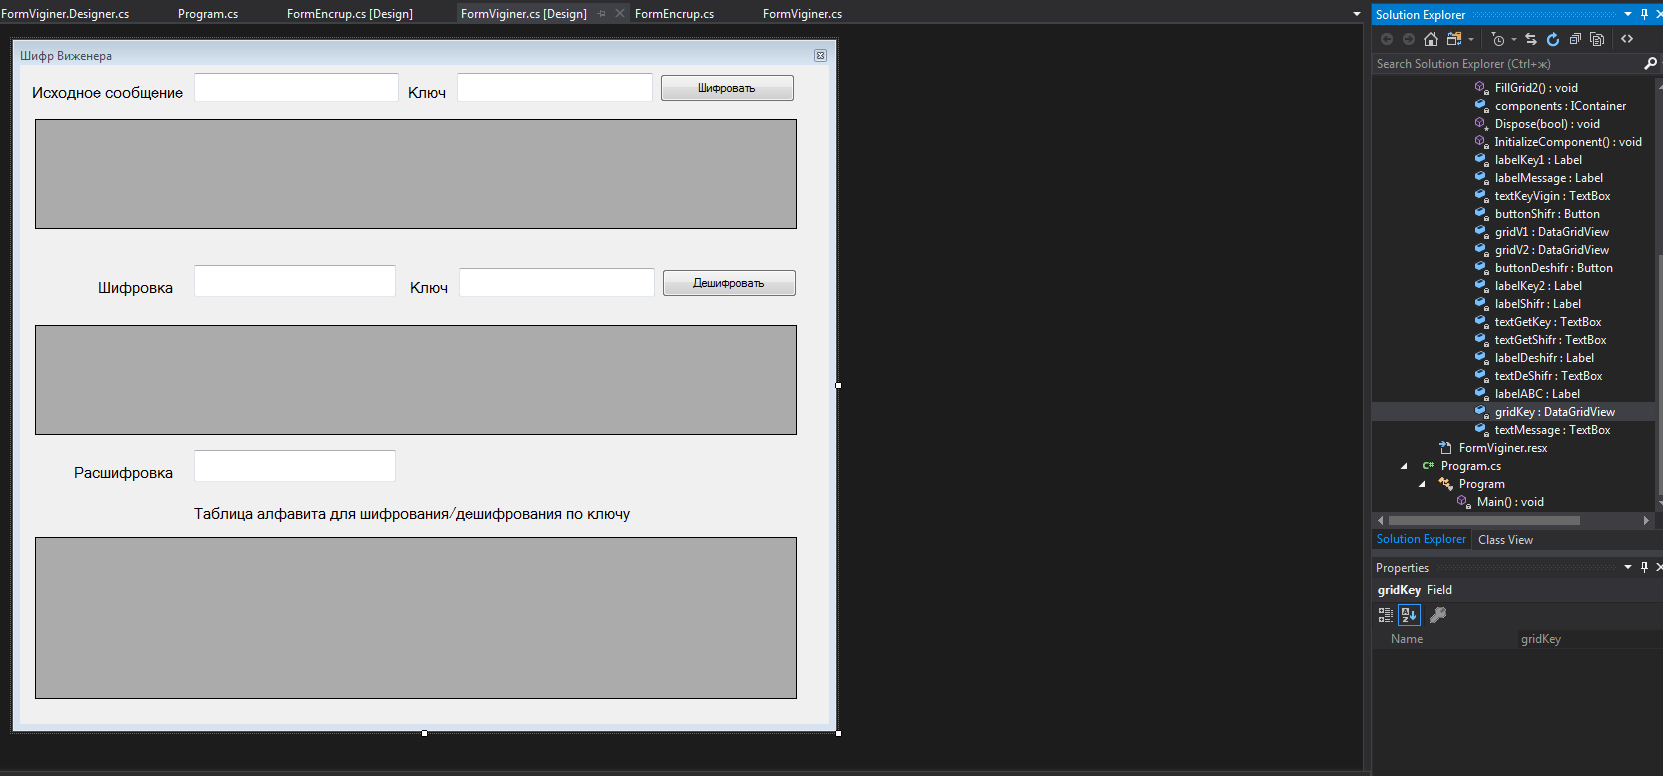 FormViginer.Designer.cs Program.cs FormEncrup.cs [Design] FormViginer.cs [Design] FormEncrup.cs FormViginer.cs
Шифр Виженера
Исходное сообщение Ключ Шифровать
Шифровка Ключ Дешифровать
Расшифровка
Таблица алфавита для шифрования/дешифрования по ключу
Solution Explorer
Search Solution Explorer (Ctrl+ж)
FillGrid2() : void
components : IContainer
Dispose(bool) : void
InitializeComponent() : void
labelKey1 : Label
labelMessage : Label
textKeyVigin : TextBox
buttonShifr : Button
gridV1 : DataGridView
gridV2 : DataGridView
buttonDeshifr : Button
labelKey2 : Label
labelShifr : Label
textGetKey : TextBox
textGetShifr : TextBox
labelDeshifr : Label
textDeShifr : TextBox
labelABC : Label
gridKey : DataGridView
textMessage : TextBox
FormViginer.resx
C# Program.cs
Program
Main() : void
Solution Explorer Class View
Properties
gridKey Field
Name gridKey